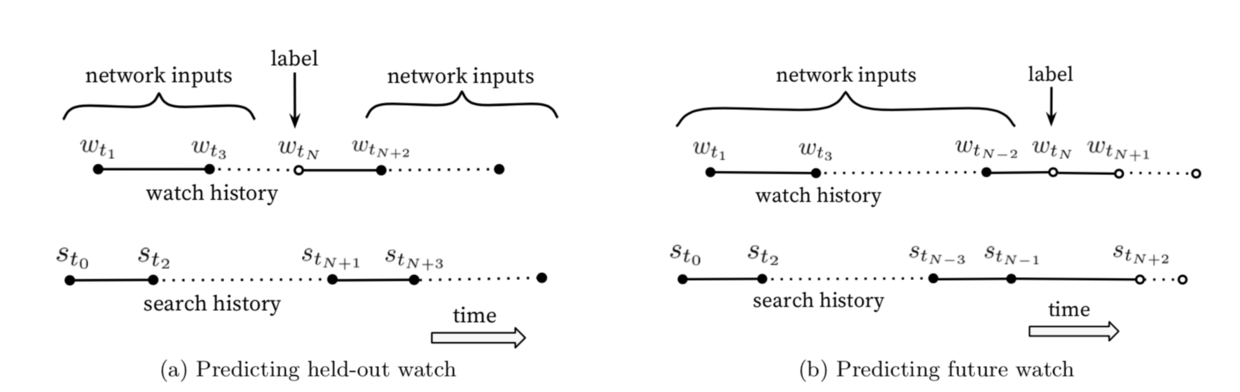 label
network inputs network inputs
w_{t_1} w_{t_3} w_{t_N} w_{t_{N+2}}
watch history
s_{t_0} s_{t_2} s_{t_{N+1}} s_{t_{N+3}}
search history
time
(a) Predicting held-out watch
network inputs label
w_{t_1} w_{t_3} w_{t_{N-2}} w_{t_N} w_{t_{N+1}}
watch history
s_{t_0} s_{t_2} s_{t_{N-3}} s_{t_{N-1}} s_{t_{N+2}}
search history
time
(b) Predicting future watch